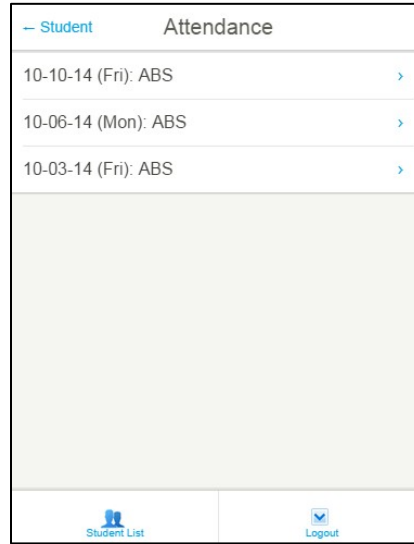 ← Student Attendance
10-10-14 (Fri): ABS
10-06-14 (Mon): ABS
10-03-14 (Fri): ABS
Student List Logout